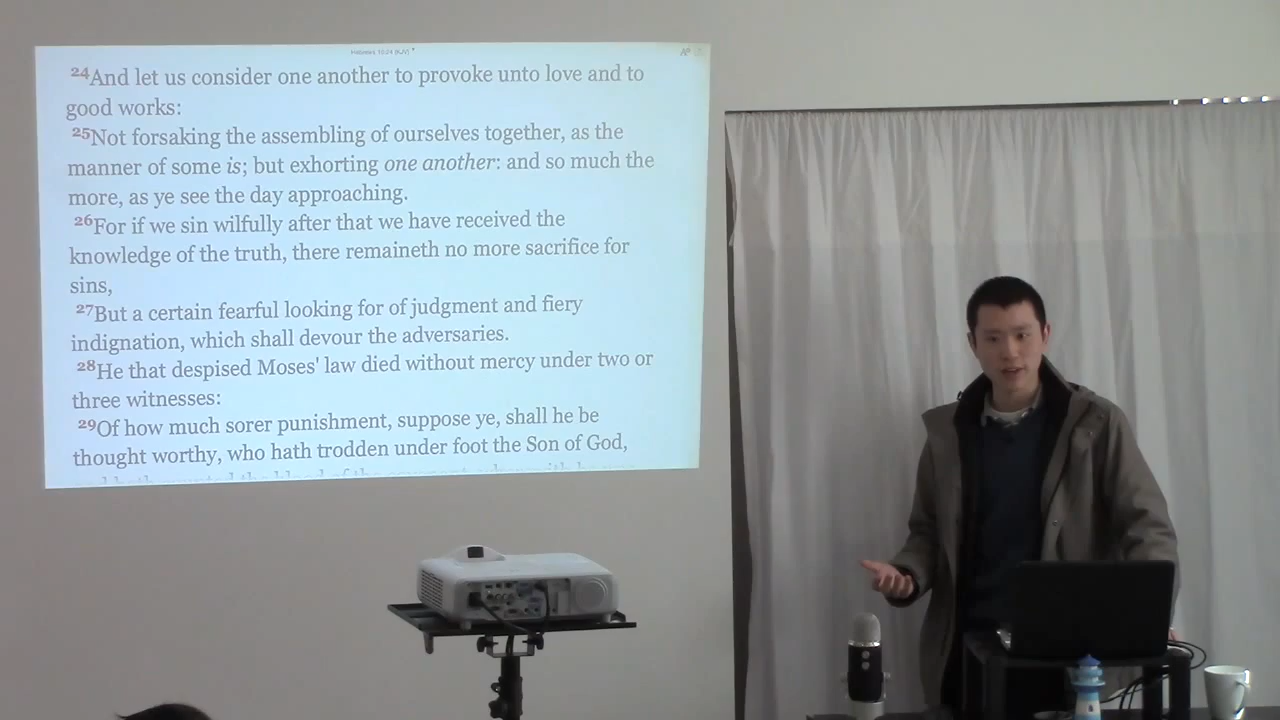 Hebrews 10:24 (KJV)
24And let us consider one another to provoke unto love and to
good works:
25Not forsaking the assembling of ourselves together, as the
manner of some is; but exhorting one another: and so much the
more, as ye see the day approaching.
26For if we sin wilfully after that we have received the
knowledge of the truth, there remaineth no more sacrifice for
sins,
27But a certain fearful looking for of judgment and fiery
indignation, which shall devour the adversaries.
28He that despised Moses' law died without mercy under two or
three witnesses:
29Of how much sorer punishment, suppose ye, shall he be
thought worthy, who hath trodden under foot the Son of God,